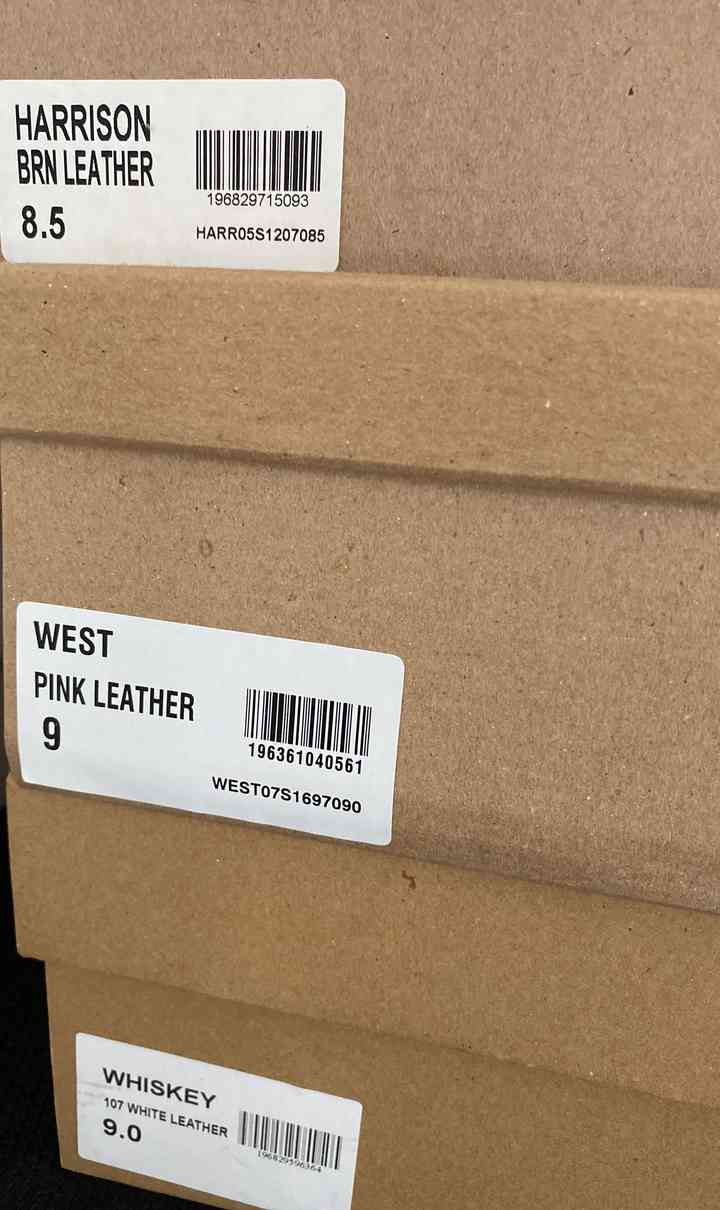 HARRISON
BRN LEATHER
8.5
196829715093
HARR05S1207085
WEST
PINK LEATHER
9
196361040561
WEST07S1697090
WHISKEY
107 WHITE LEATHER
9.0